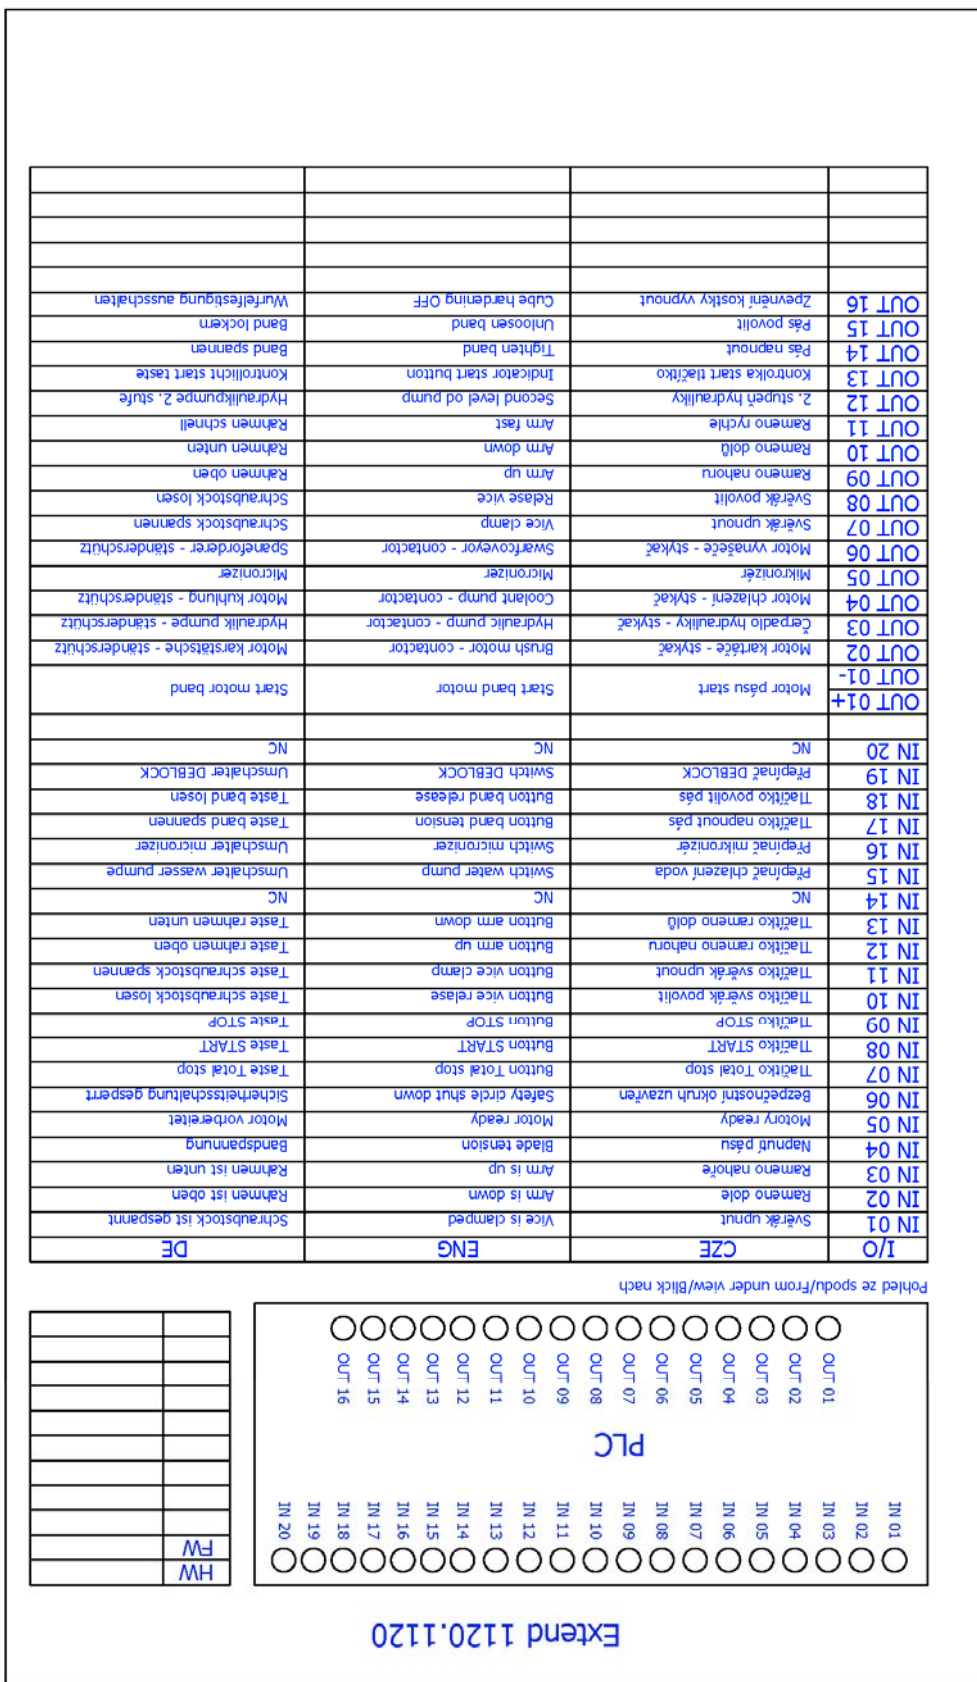 Extend 1120.1120
HW
FW
IN 01 IN 02 IN 03 IN 04 IN 05 IN 06 IN 07 IN 08 IN 09 IN 10 IN 11 IN 12 IN 13 IN 14 IN 15 IN 16 IN 17 IN 18 IN 19 IN 20
PLC
OUT 01 OUT 02 OUT 03 OUT 04 OUT 05 OUT 06 OUT 07 OUT 08 OUT 09 OUT 10 OUT 11 OUT 12 OUT 13 OUT 14 OUT 15 OUT 16
Pohled ze spodu/From under view/Blick nach
I/O CZE ENG DE
IN 01 Svěrák upnut Vice is clamped Schraubstock ist gespannt
IN 02 Rameno dole Arm is down Rahmen ist oben
IN 03 Rameno nahoře Arm is up Rahmen ist unten
IN 04 Napnutí pásu Blade tension Bandspannung
IN 05 Motory ready Motor ready Motor vorbereitet
IN 06 Bezpečnostní okruh uzavřen Safety circle shut down Sicherheitsschaltung gesperrt
IN 07 Tlačítko Total stop Button Total stop Taste Total stop
IN 08 Tlačítko START Button START Taste START
IN 09 Tlačítko STOP Button STOP Taste STOP
IN 10 Tlačítko svěrák povolit Button vice relase Taste schraubstock losen
IN 11 Tlačítko svěrák upnout Button vice clamp Taste schraubstock spannen
IN 12 Tlačítko rameno nahoru Button arm up Taste rahmen oben
IN 13 Tlačítko rameno dolů Button arm down Taste rahmen unten
IN 14 NC NC NC
IN 15 Přepínač chlazení voda Switch water pump Umschalter wasser pumpe
IN 16 Přepínač mikronizér Switch micronizer Umschalter micronizer
IN 17 Tlačítko napnout pás Button band tension Taste band spannen
IN 18 Tlačítko povolit pás Button band release Taste band losen
IN 19 Přepínač DEBLOCK Switch DEBLOCK Umschalter DEBLOCK
IN 20 NC NC NC
OUT 01+
Motor pásu start Start band motor Start motor band
OUT 01-
OUT 02 Motor kartáče - stykač Brush motor - contactor Motor karstätsche - ständerschütz
OUT 03 Čerpadlo hydrauliky - stykač Hydraulic pump - contactor Hydraulik pumpe - ständerschütz
OUT 04 Motor chlazení - stykač Coolant pump - contactor Motor kuhlung - ständerschütz
OUT 05 Mikronizér Micronizer Micronizer
OUT 06 Motor vynašeče - stykač Swarfcoveyor - contactor Spaneforderer - ständerschütz
OUT 07 Svěrák upnout Vice clamp Schraubstock spannen
OUT 08 Svěrák povolit Relase vice Schraubstock losen
OUT 09 Rameno nahoru Arm up Rahmen oben
OUT 10 Rameno dolů Arm down Rahmen unten
OUT 11 Rameno rychle Arm fast Rahmen schnell
OUT 12 2. stupeň hydrauliky Second level od pump Hydraulikpumpe 2. stufe
OUT 13 Kontrolka start tlačítko Indicator start button Kontrollicht start taste
OUT 14 Pás napnout Tighten band Band spannen
OUT 15 Pás povolit Unloosen band Band lockern
OUT 16 Zpevnění kostky vypnout Cube hardening OFF Wurfelfestigung ausschalten